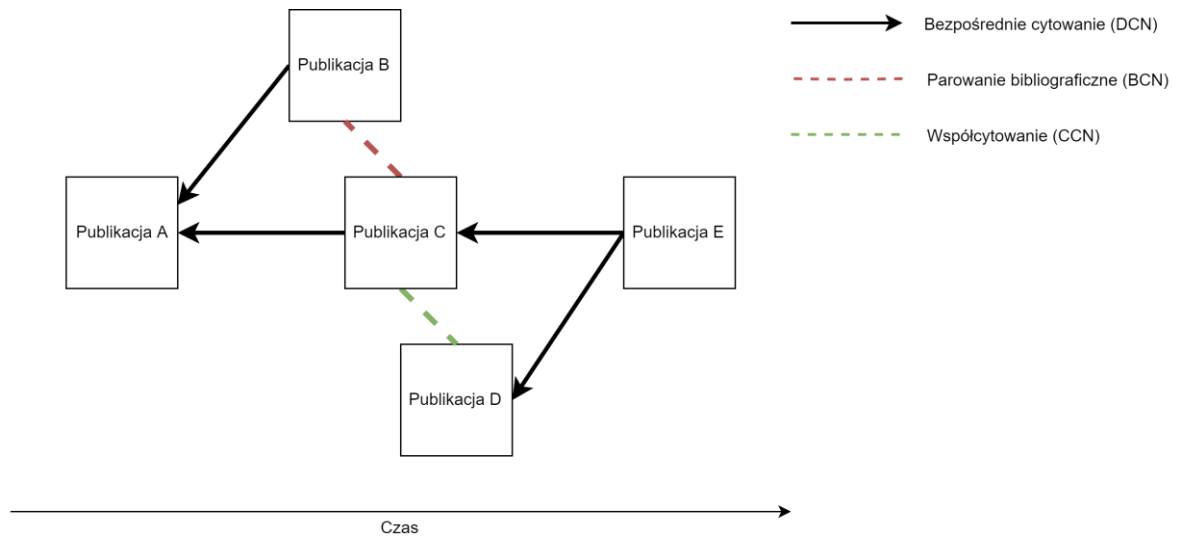 Publikacja B
Bezpośrednie cytowanie (DCN)
Parowanie bibliograficzne (BCN)
Współcytowanie (CCN)
Publikacja A
Publikacja C
Publikacja E
Publikacja D
Czas